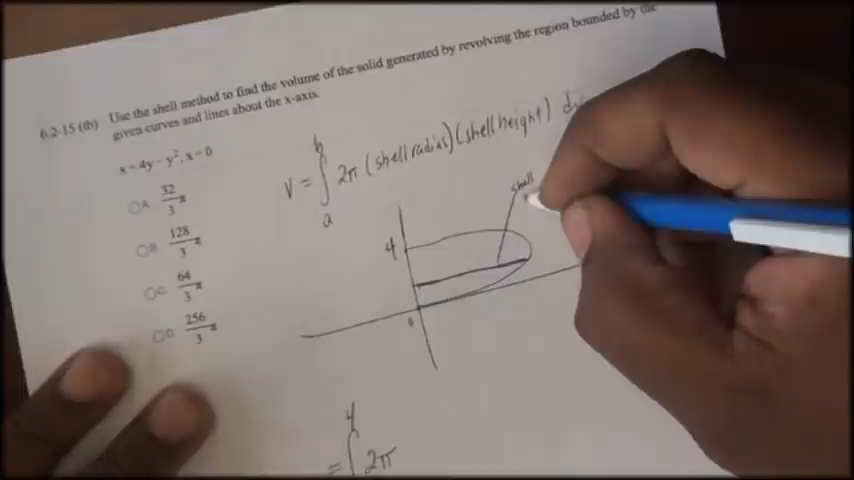 6.2-15 (tb) Use the shell method to find the volume of the solid generated by revolving the region bounded by the
given curves and lines about the x-axis.
x = 4y - y², x = 0
A. 32/3 π
B. 128/3 π
C. 64/3 π
D. 256/3 π
V = ∫ₐᵇ 2π (shell radius) (shell height)
shell
4
0
= ∫⁴ 2π